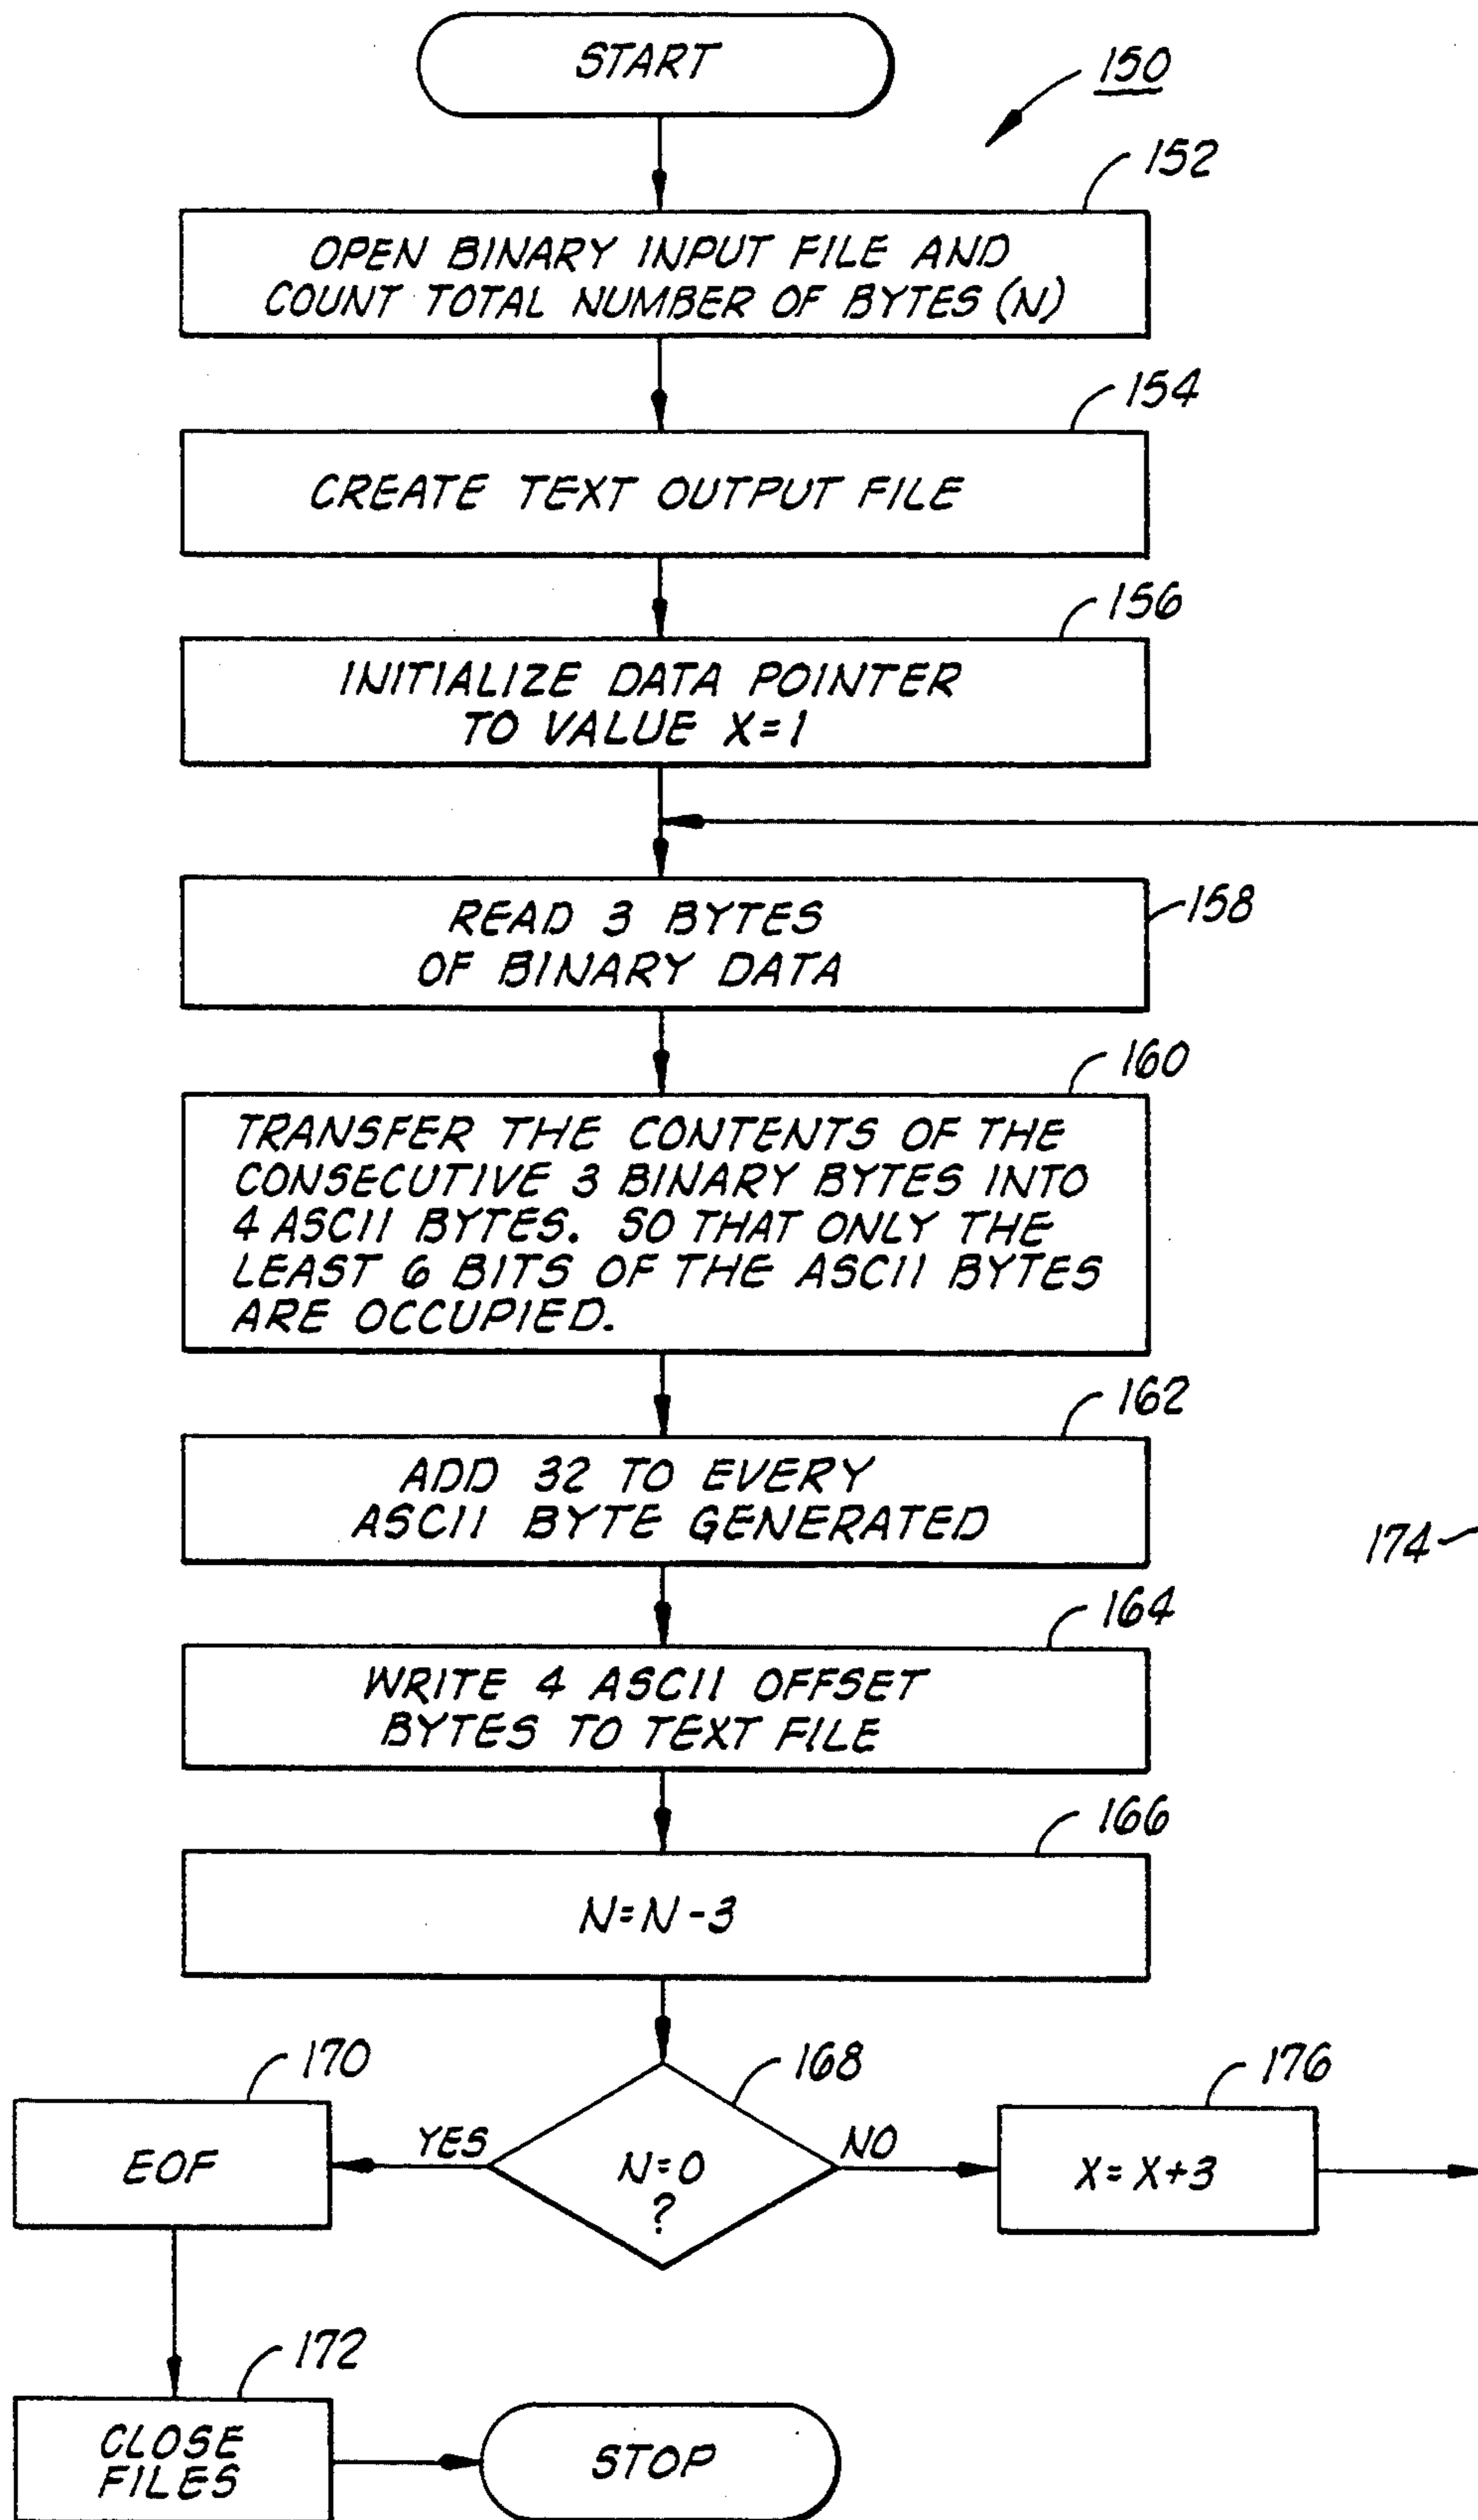 START
150
152
OPEN BINARY INPUT FILE AND
COUNT TOTAL NUMBER OF BYTES (N)
154
CREATE TEXT OUTPUT FILE
156
INITIALIZE DATA POINTER
TO VALUE X=1
158
READ 3 BYTES
OF BINARY DATA
160
TRANSFER THE CONTENTS OF THE
CONSECUTIVE 3 BINARY BYTES INTO
4 ASCII BYTES. SO THAT ONLY THE
LEAST 6 BITS OF THE ASCII BYTES
ARE OCCUPIED.
162
ADD 32 TO EVERY
ASCII BYTE GENERATED
174
164
WRITE 4 ASCII OFFSET
BYTES TO TEXT FILE
166
N=N-3
170
168
176
EOF
YES
N=0
?
NO
X=X+3
172
CLOSE
FILES
STOP